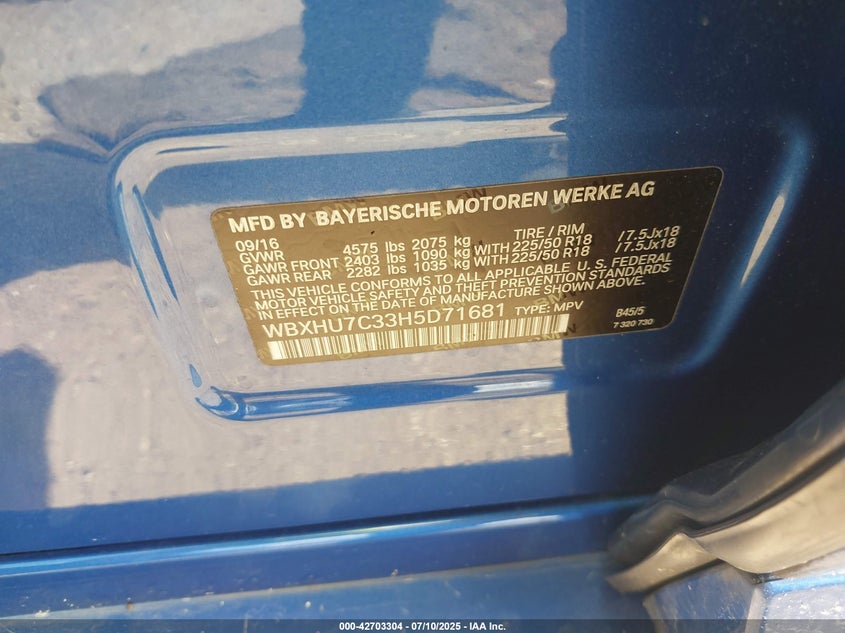 MFD BY BAYERISCHE MOTOREN WERKE AG
09/16 TIRE / RIM
GVWR 4575 lbs 2075 kg
GAWR FRONT 2403 lbs 1090 kg WITH 225/50 R18 /7.5Jx18
GAWR REAR 2282 lbs 1035 kg WITH 225/50 R18 /7.5Jx18
THIS VEHICLE CONFORMS TO ALL APPLICABLE U. S. FEDERAL
MOTOR VEHICLE SAFETY AND THEFT PREVENTION STANDARDS
IN EFFECT ON THE DATE OF MANUFACTURE SHOWN ABOVE.
WBXHU7C33H5D71681 TYPE: MPV B45/5
7 320 730
000-42703304 - 07/10/2025 - IAA Inc.